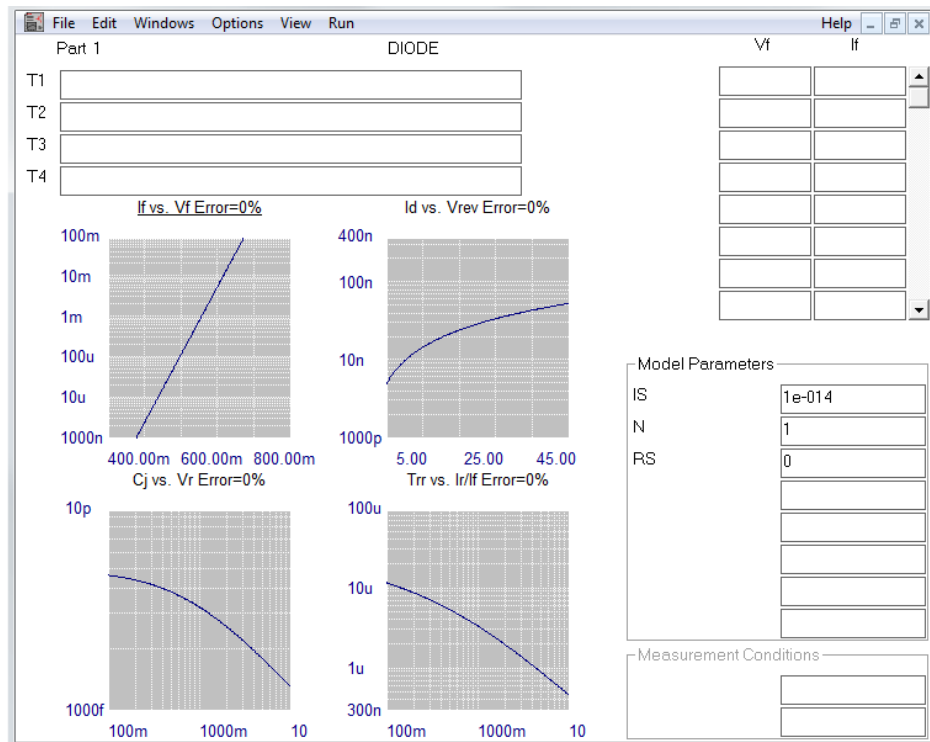 File Edit Windows Options View Run Help
Part 1 DIODE Vf If
T1
T2
T3
T4
If vs. Vf Error=0%
100m
10m
1m
100u
10u
1000n
400.00m 600.00m 800.00m
Id vs. Vrev Error=0%
400n
100n
10n
1000p
5.00 25.00 45.00
Cj vs. Vr Error=0%
10p
1000f
100m 1000m 10
Trr vs. Ir/If Error=0%
100u
10u
1u
300n
100m 1000m 10
Model Parameters
IS 1e-014
N 1
RS 0
Measurement Conditions